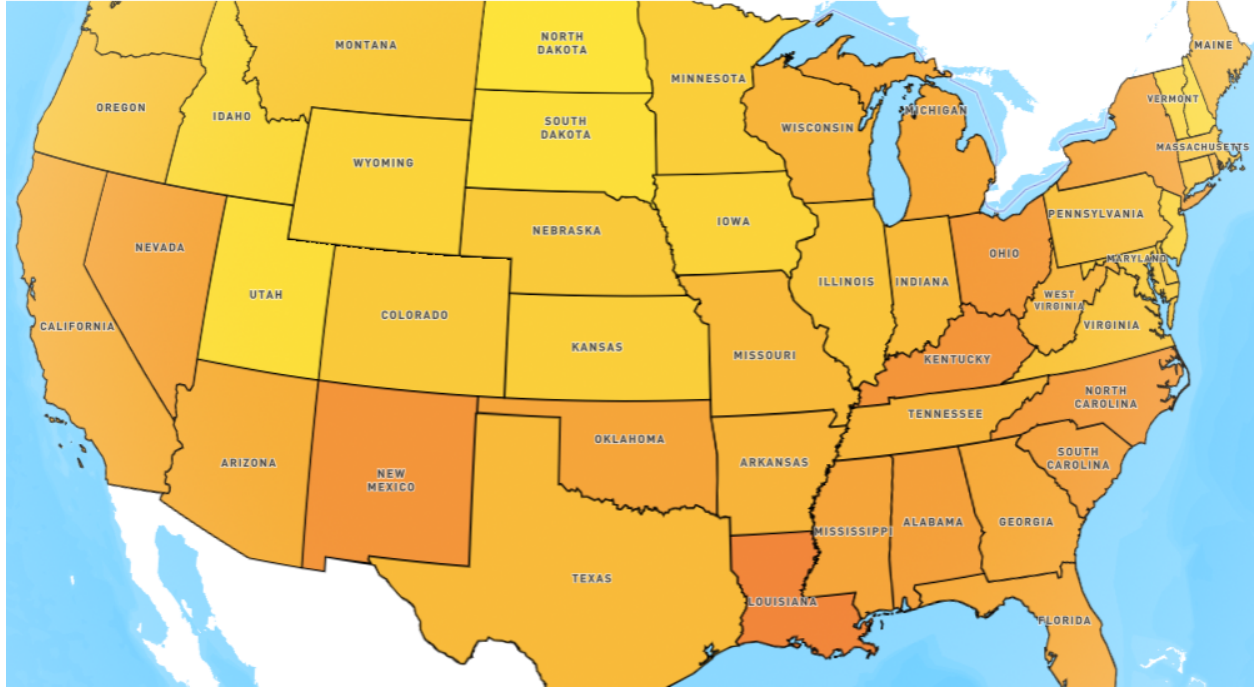 MONTANA
NORTH
DAKOTA
MAINE
MINNESOTA
OREGON
IDAHO
SOUTH
DAKOTA
WISCONSIN
MICHIGAN
VERMONT
MASSACHUSETTS
WYOMING
IOWA
NEBRASKA
PENNSYLVANIA
NEVADA
UTAH
COLORADO
ILLINOIS
INDIANA
OHIO
MARYLAND
WEST
VIRGINIA
CALIFORNIA
KANSAS
MISSOURI
KENTUCKY
VIRGINIA
NORTH
CAROLINA
TENNESSEE
ARIZONA
NEW
MEXICO
OKLAHOMA
ARKANSAS
SOUTH
CAROLINA
MISSISSIPPI
ALABAMA
GEORGIA
TEXAS
LOUISIANA
FLORIDA